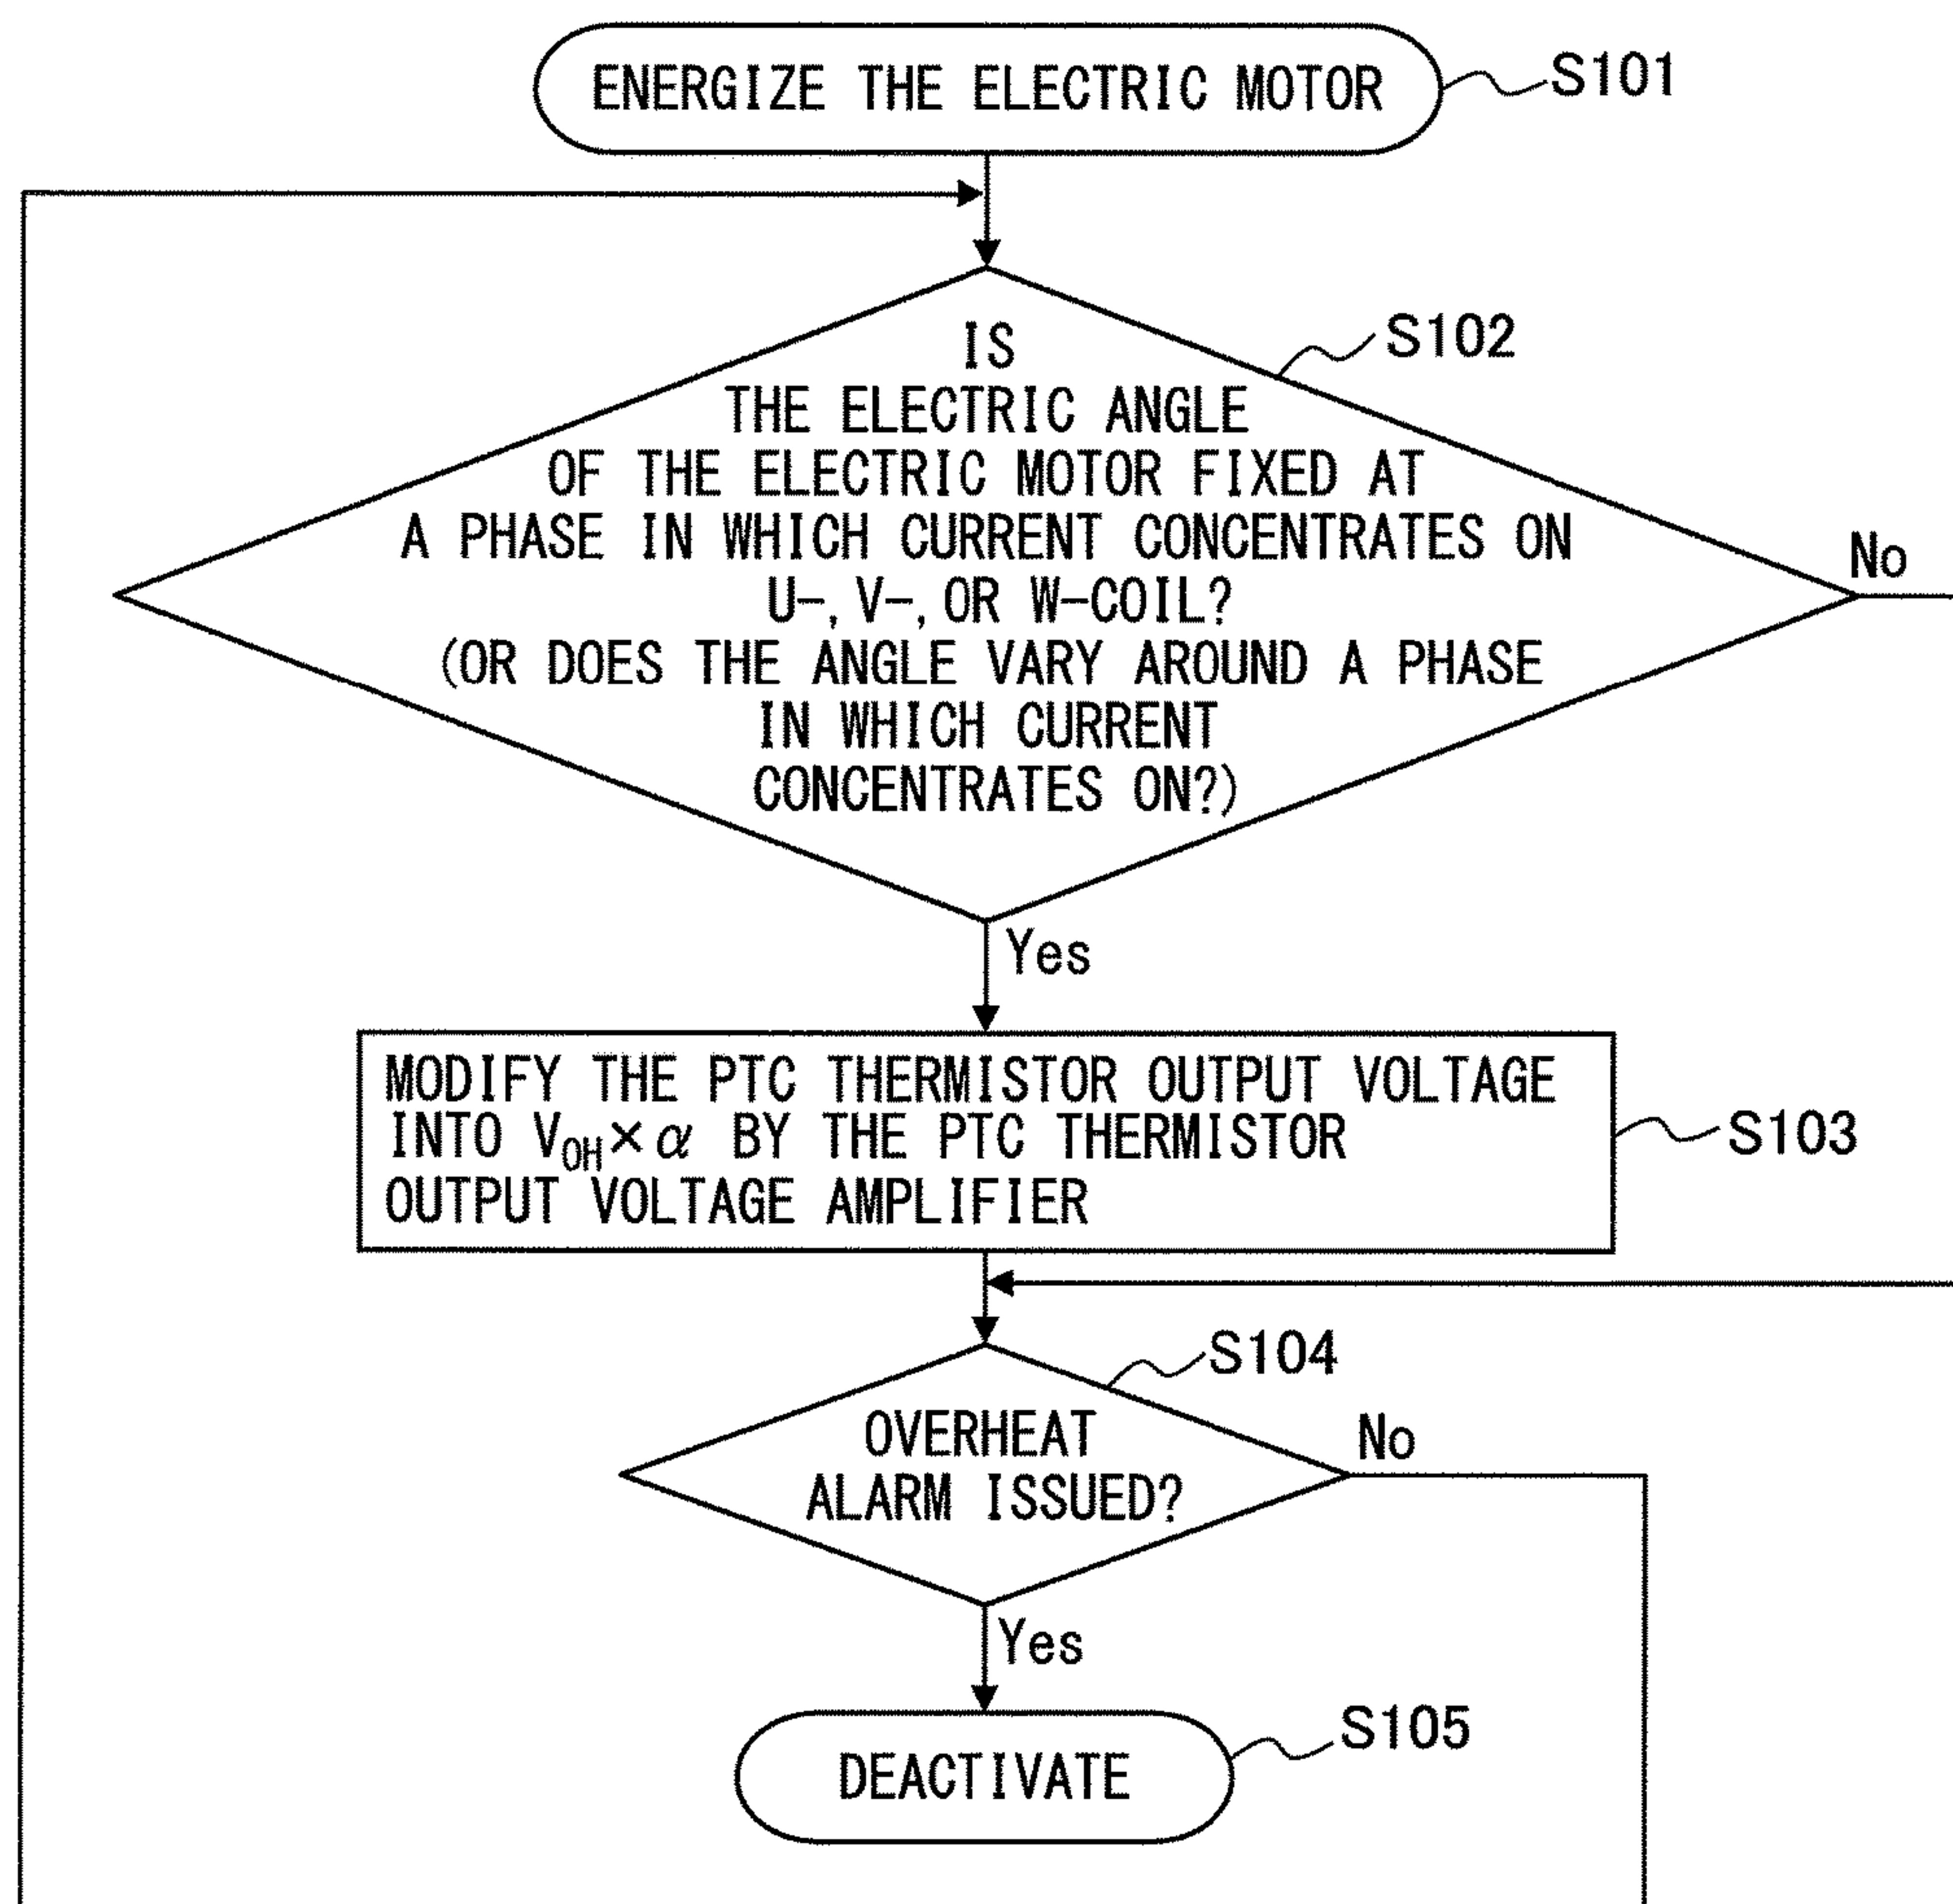 ENERGIZE THE ELECTRIC MOTOR
S101
S102
IS
THE ELECTRIC ANGLE
OF THE ELECTRIC MOTOR FIXED AT
A PHASE IN WHICH CURRENT CONCENTRATES ON
U-, V-, OR W-COIL?
(OR DOES THE ANGLE VARY AROUND A PHASE
IN WHICH CURRENT
CONCENTRATES ON?)
No
Yes
MODIFY THE PTC THERMISTOR OUTPUT VOLTAGE
INTO V_OH × α BY THE PTC THERMISTOR
OUTPUT VOLTAGE AMPLIFIER
S103
S104
OVERHEAT
ALARM ISSUED?
No
Yes
S105
DEACTIVATE